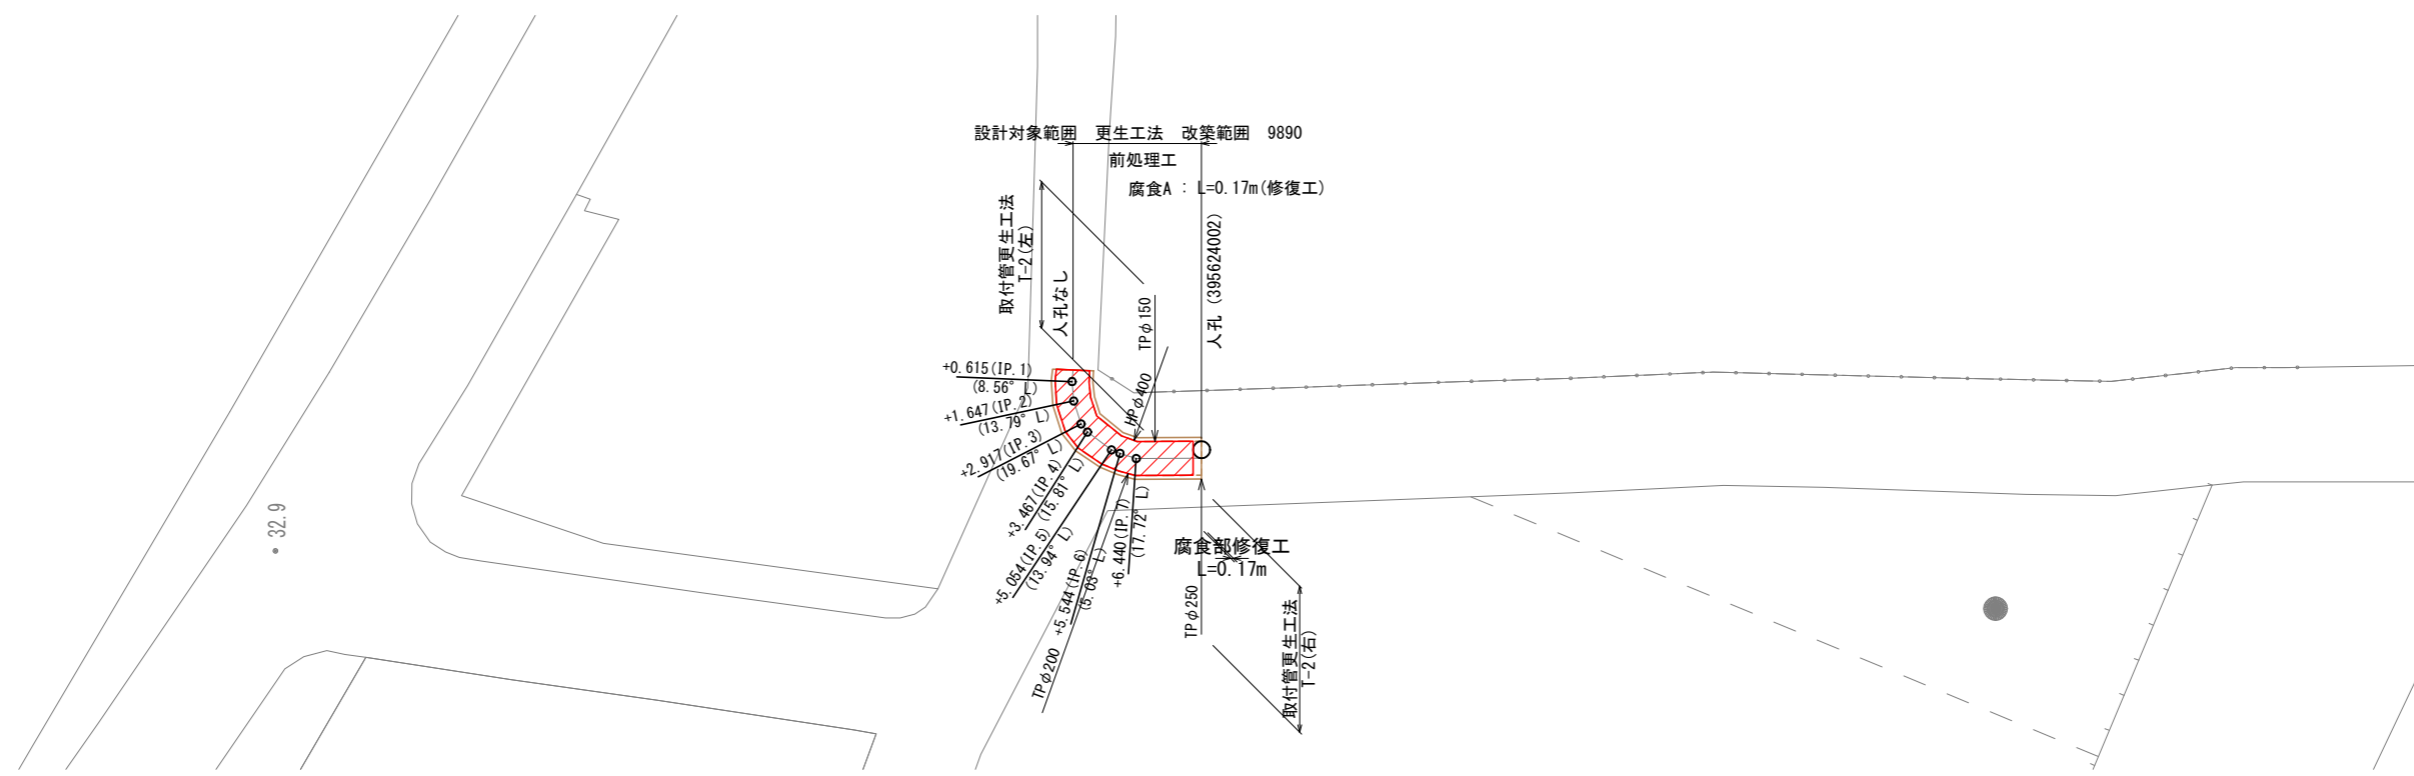 設計対象範囲　更生工法　改築範囲　9890
前処理工
腐食A : L=0.17m(修復工)
取付管更生工法
T-2(左)
人孔なし
TPφ150
人孔 (395624002)
HPφ400
+0.615(IP.1)
(8.56° L)
+1.647(IP.2)
(13.79° L)
+2.917(IP.3)
(19.67° L)
+3.467(IP.4)
(15.81° L)
+5.054(IP.5)
(13.94° L)
+5.544(IP.6)
(5.03° L)
+6.440(IP.7)
(17.72° L)
TPφ200
腐食部修復工
L=0.17m
TPφ250
取付管更生工法
T-2(右)
32.9